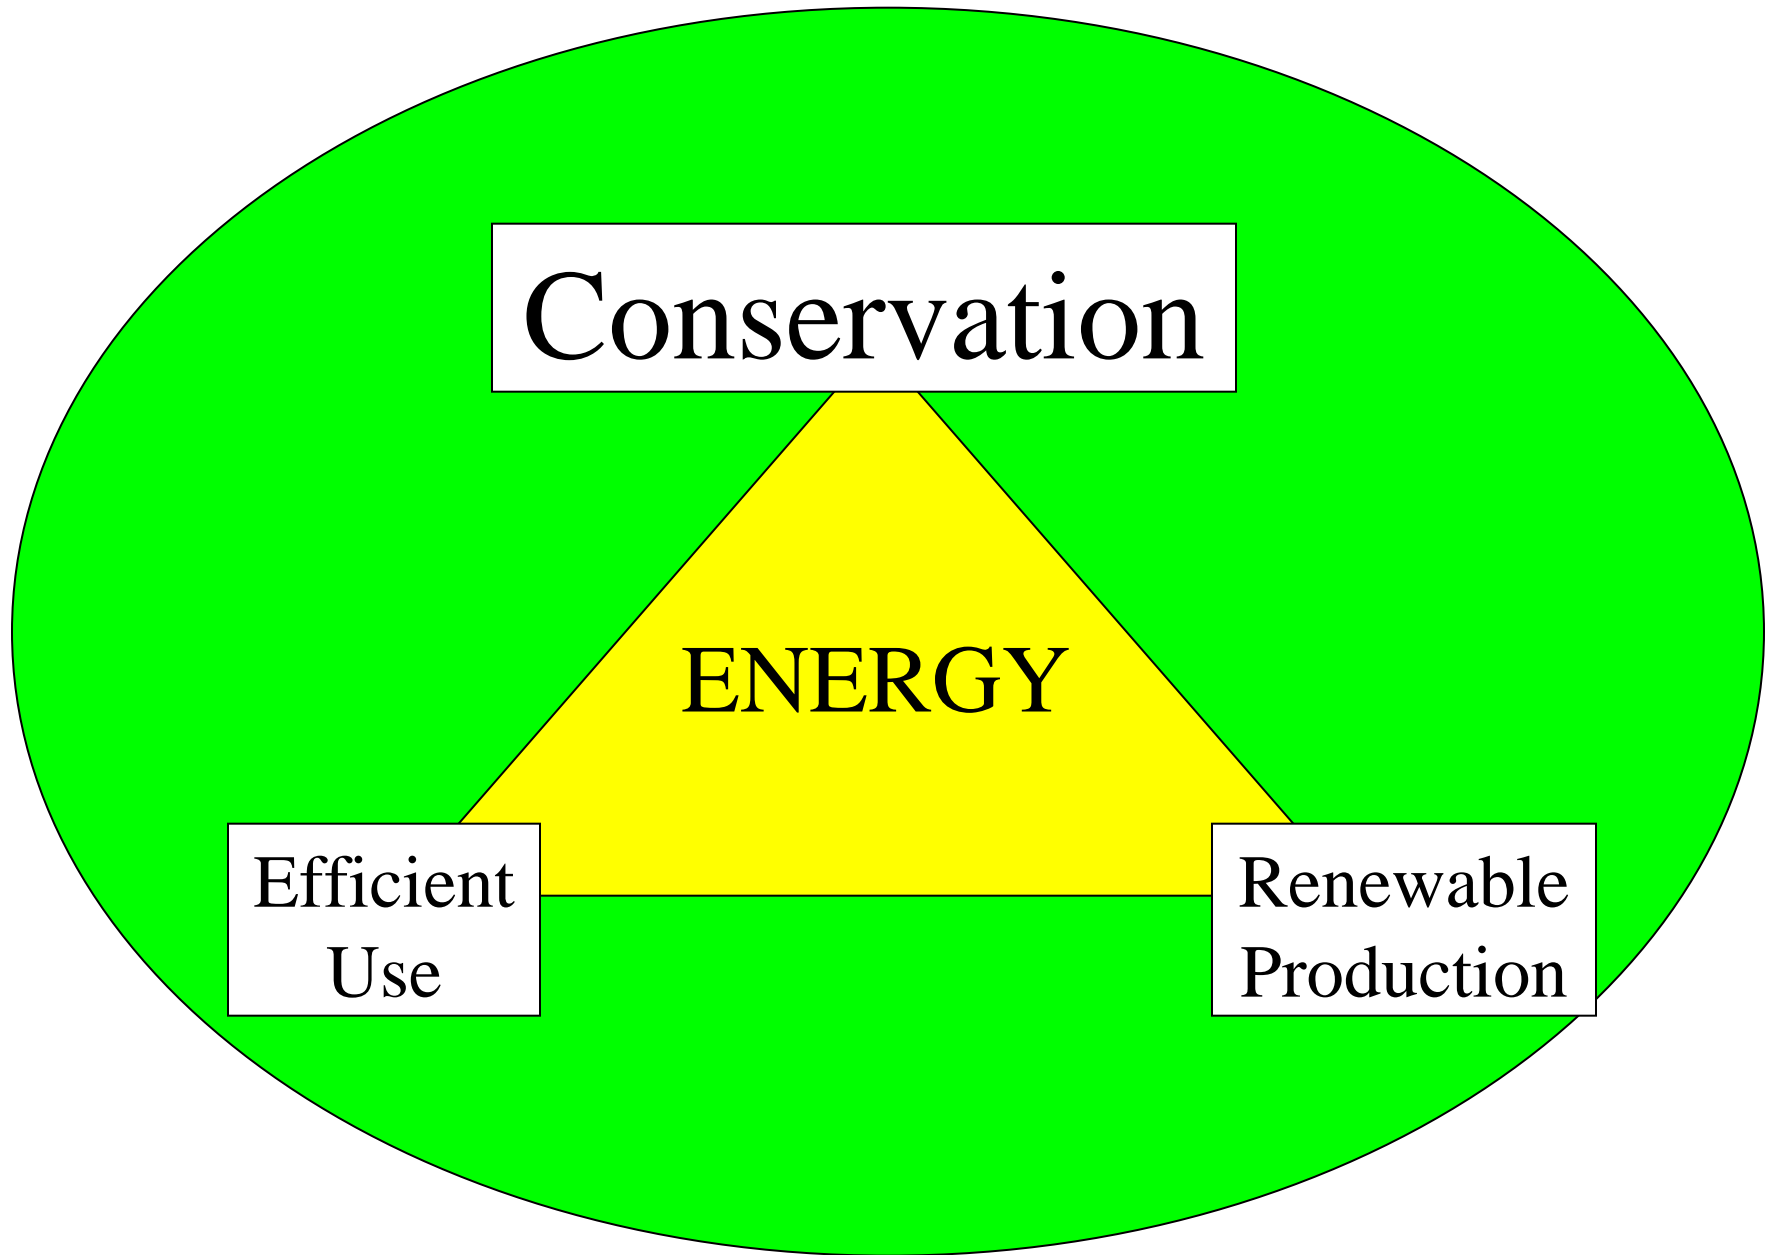 Conservation
ENERGY
Efficient
Use
Renewable
Production